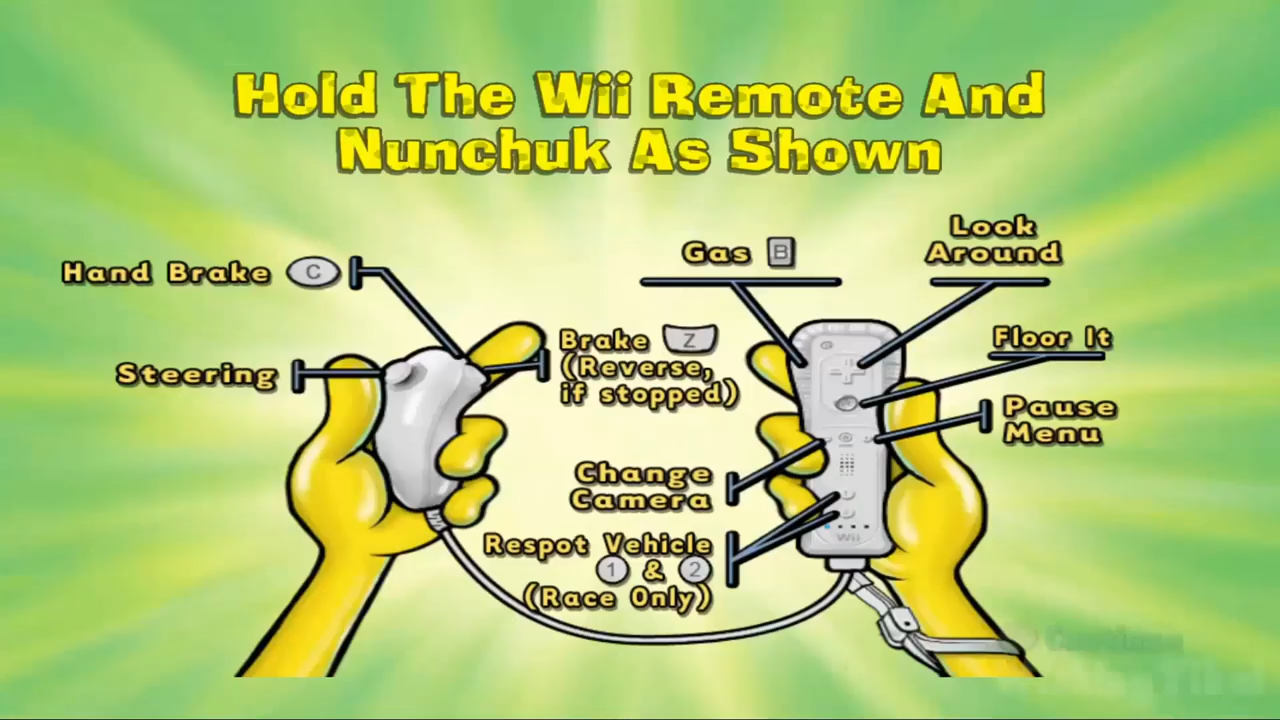 Hold The Wii Remote And
Nunchuk As Shown
Look
Around
Gas B
Hand Brake C
Floor It
Brake Z
(Reverse,
if stopped)
Steering
Pause
Menu
Change
Camera
Respot Vehicle
1 & 2
(Race Only)
Wii